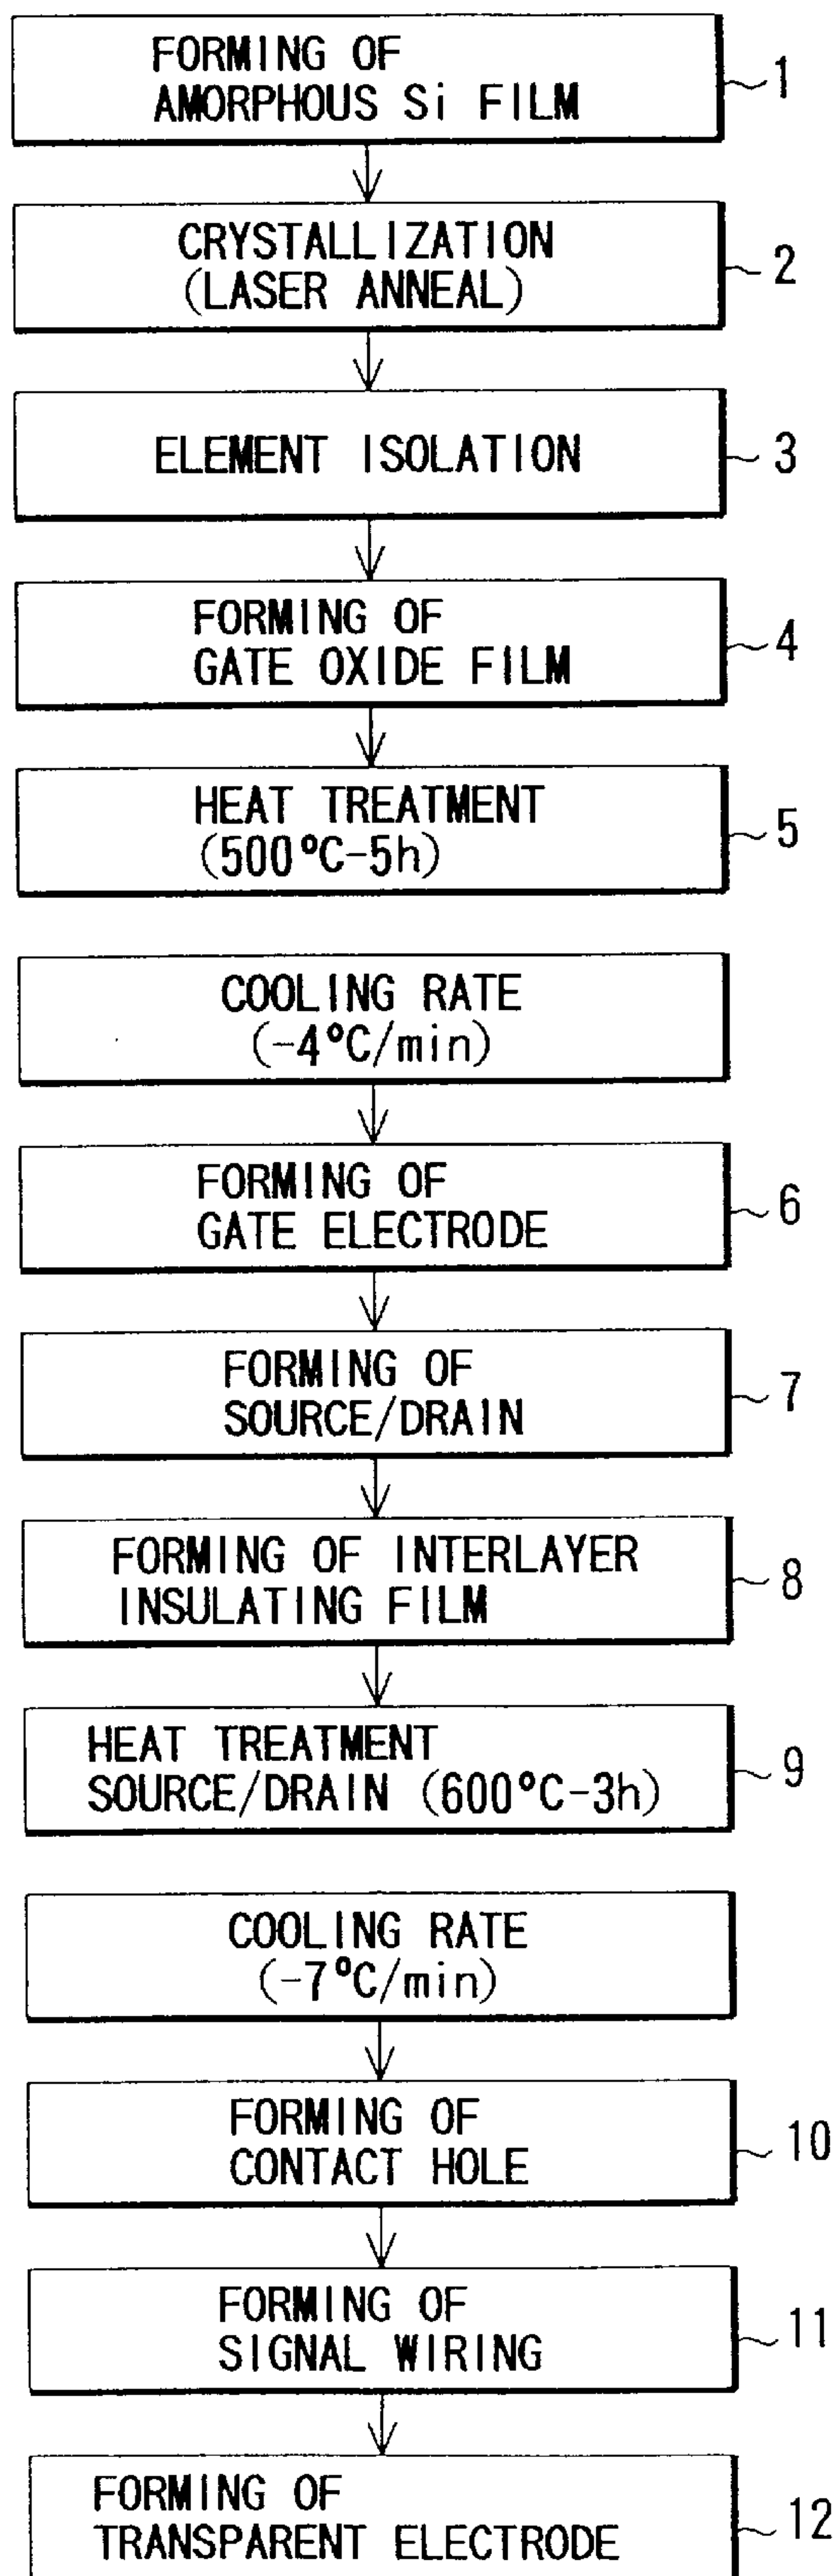 FORMING OF
AMORPHOUS Si FILM
1
CRYSTALLIZATION
(LASER ANNEAL)
2
ELEMENT ISOLATION
3
FORMING OF
GATE OXIDE FILM
4
HEAT TREATMENT
(500°C-5h)
5
COOLING RATE
(-4°C/min)
FORMING OF
GATE ELECTRODE
6
FORMING OF
SOURCE/DRAIN
7
FORMING OF INTERLAYER
INSULATING FILM
8
HEAT TREATMENT
SOURCE/DRAIN (600°C-3h)
9
COOLING RATE
(-7°C/min)
FORMING OF
CONTACT HOLE
10
FORMING OF
SIGNAL WIRING
11
FORMING OF
TRANSPARENT ELECTRODE
12